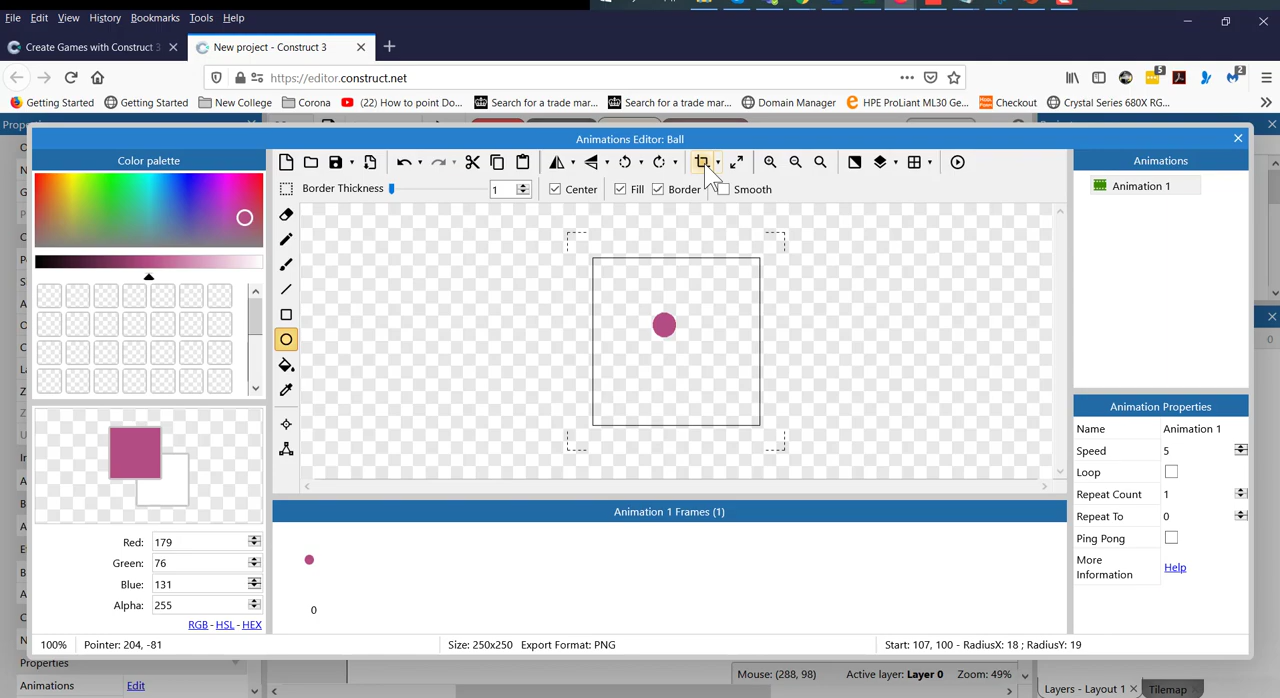 File Edit View History Bookmarks Tools Help
Create Games with Construct 3
New project - Construct 3
https://editor.construct.net
5
2
Getting Started
Getting Started
New College
Corona
(22) How to point Do...
Search for a trade mar...
Search for a trade mar...
Domain Manager
HPE ProLiant ML30 Ge...
Checkout
Crystal Series 680X RG...
Animations Editor: Ball
Color palette
Animations
Border Thickness
1
Center
Fill
Border
Smooth
Animation 1
Animation Properties
Name Animation 1
Speed 5
Loop
Repeat Count 1
Repeat To 0
Ping Pong
More
Information
Help
Animation 1 Frames (1)
0
Red: 179
Green: 76
Blue: 131
Alpha: 255
RGB - HSL - HEX
100%
Pointer: 204, -81
Size: 250x250 Export Format: PNG
Start: 107, 100 - RadiusX: 18 ; RadiusY: 19
Properties
Animations Edit
Mouse: (288, 98)
Active layer: Layer 0
Zoom: 49%
Layers - Layout 1
Tilemap